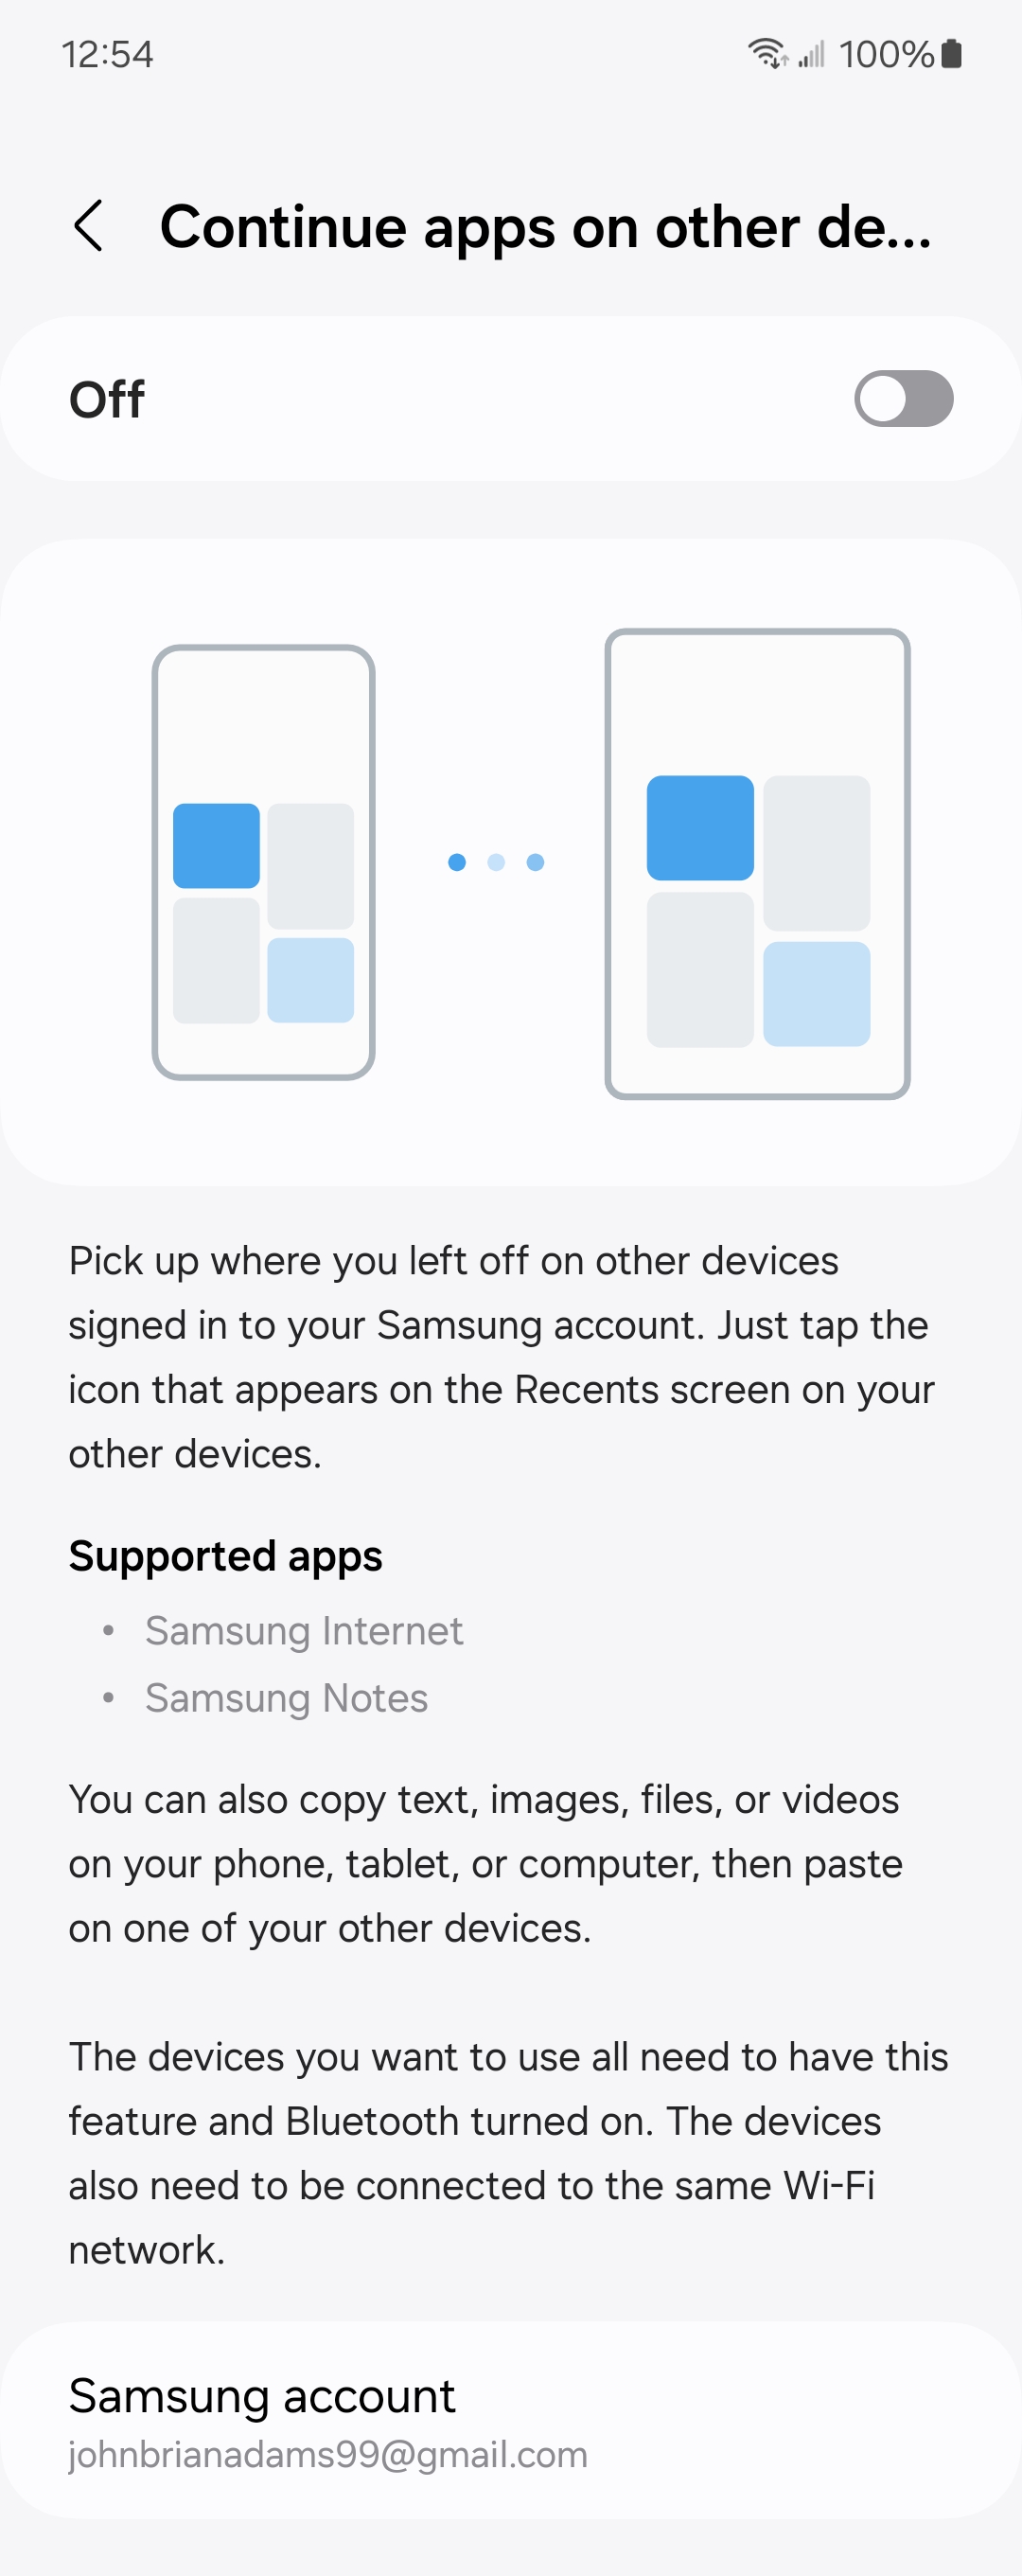 12:54
100%
Continue apps on other de...
Off
Pick up where you left off on other devices
signed in to your Samsung account. Just tap the
icon that appears on the Recents screen on your
other devices.
Supported apps
• Samsung Internet
• Samsung Notes
You can also copy text, images, files, or videos
on your phone, tablet, or computer, then paste
on one of your other devices.
The devices you want to use all need to have this
feature and Bluetooth turned on. The devices
also need to be connected to the same Wi-Fi
network.
Samsung account
johnbrianadams99@gmail.com